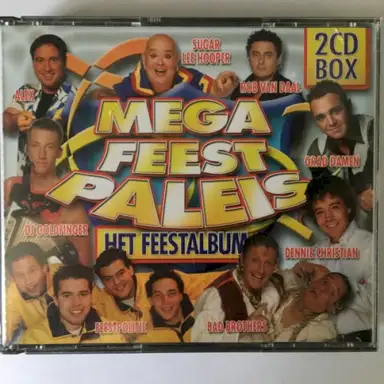 SUGAR
LEE HOOPER
2CD
BOX
ALEX
ROB VAN DAAL
MEGA
FEEST
PALEIS
GRAD DAMEN
DJ GOLDFINGER
HET FEESTALBUM
DENNIE CHRISTIAN
FEESTPOLITIE
BAD BROTHERS